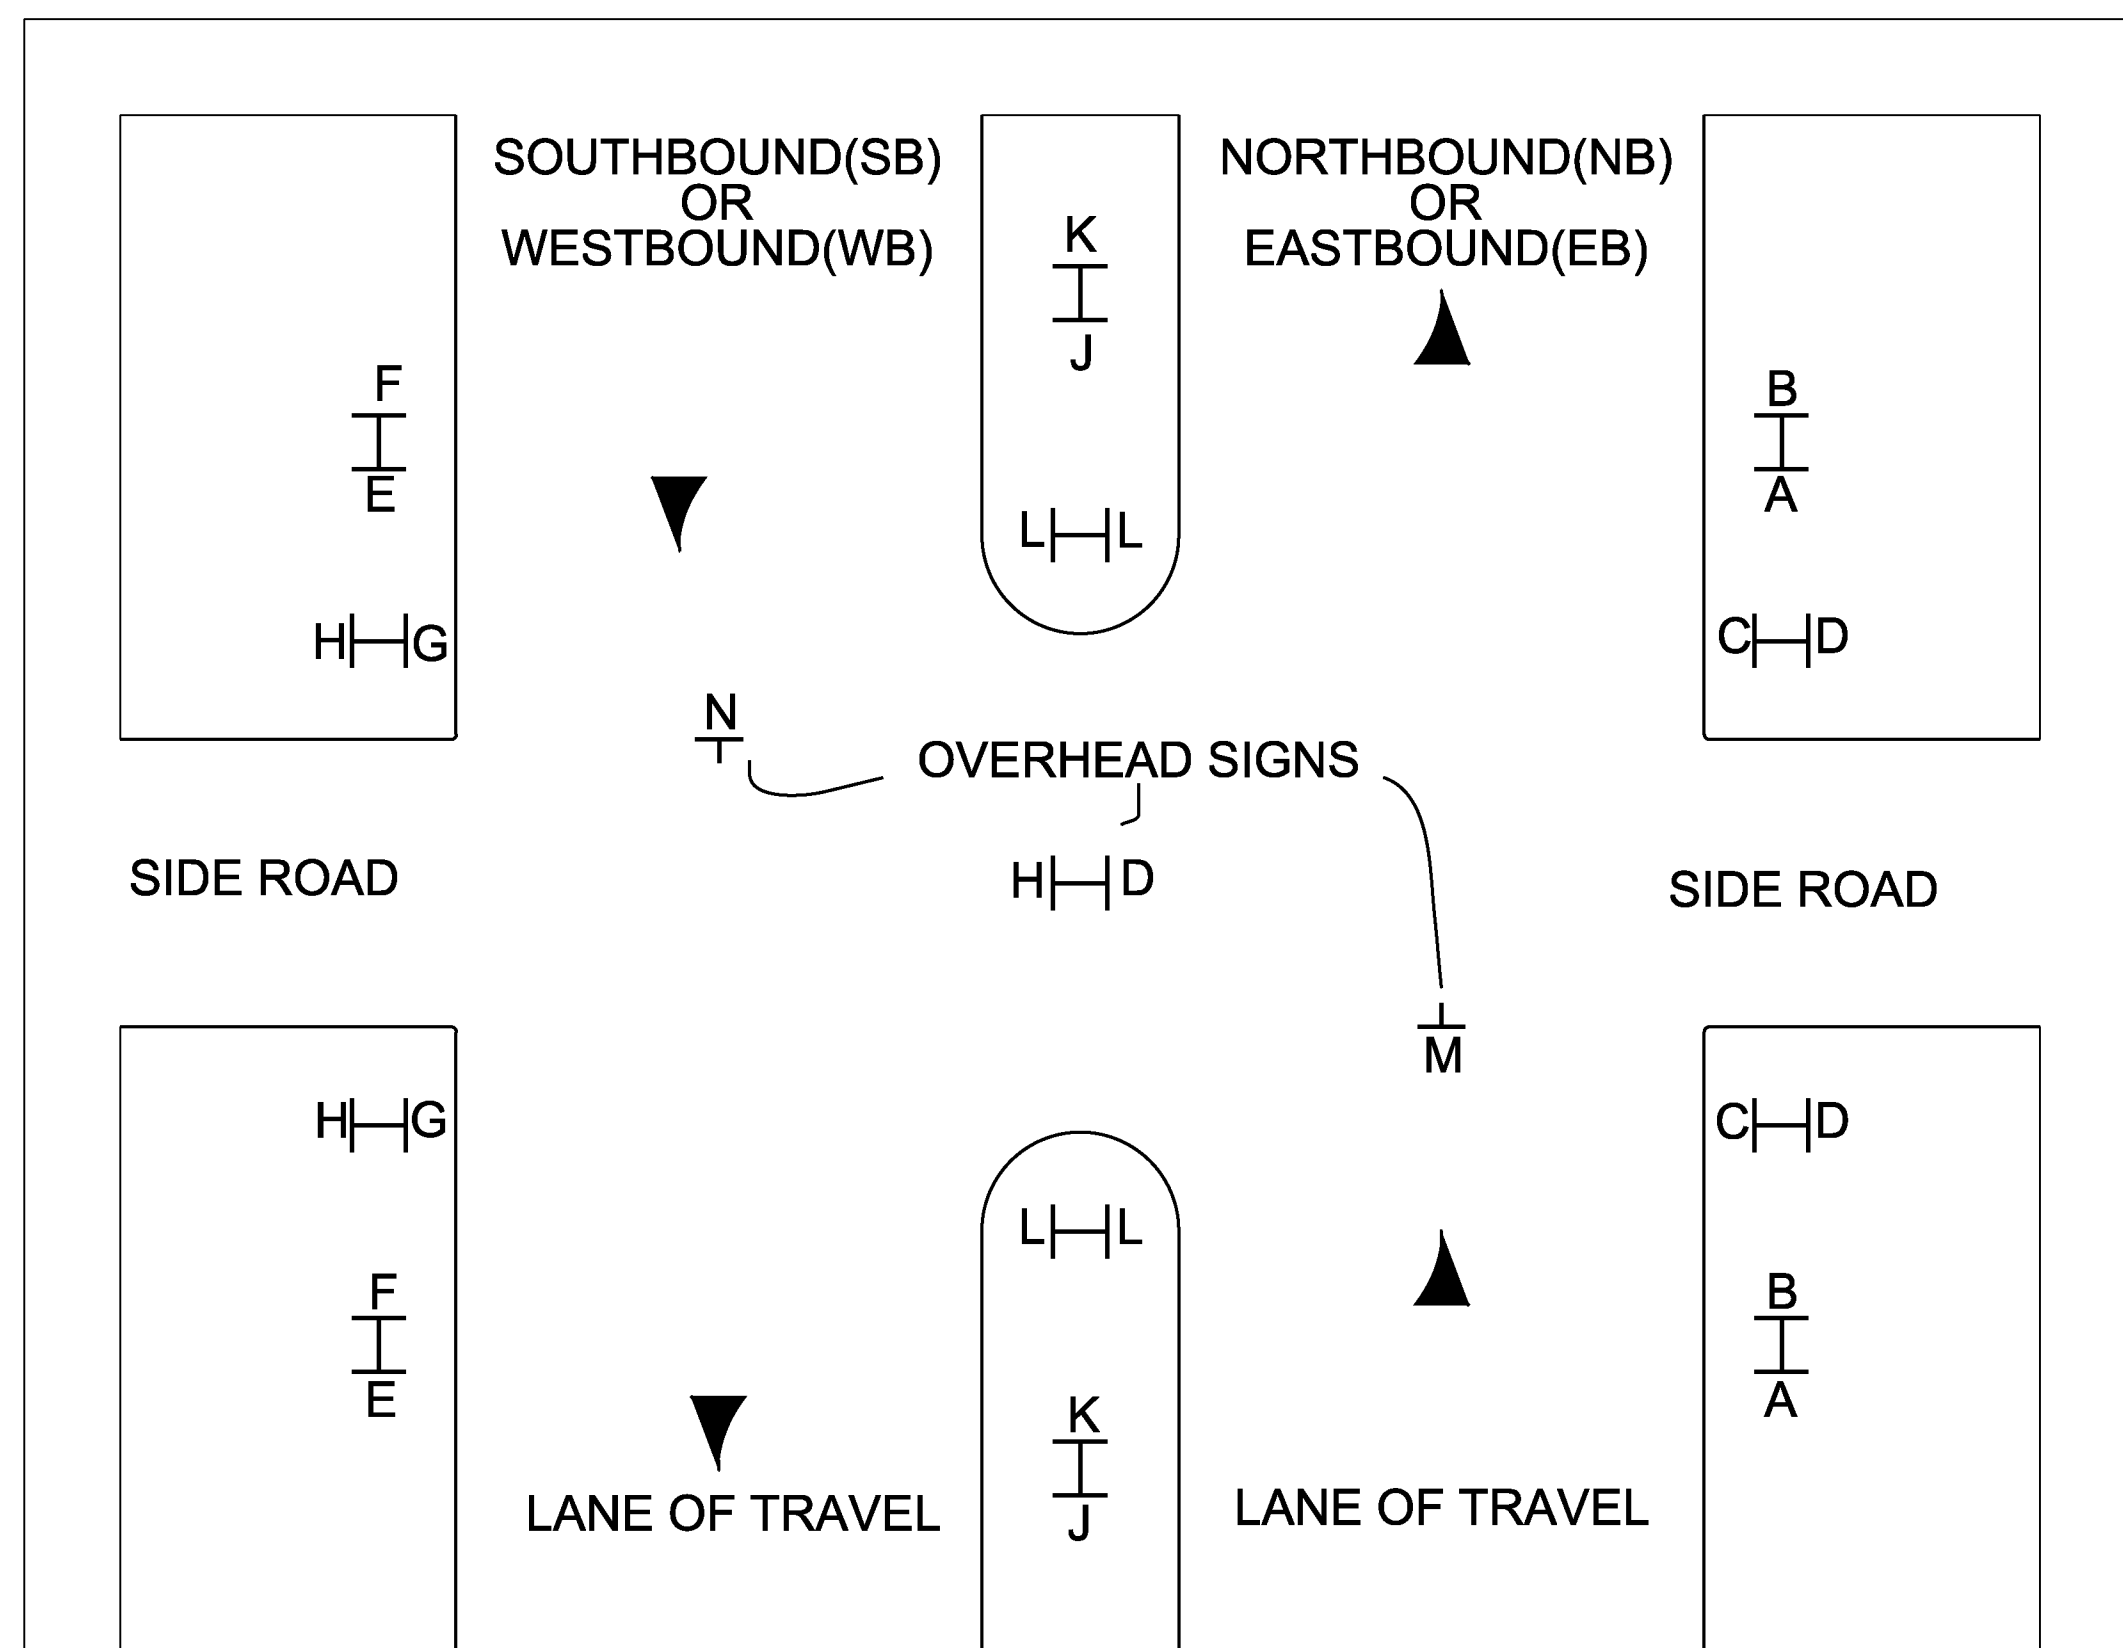 SOUTHBOUND(SB)
OR
WESTBOUND(WB)
NORTHBOUND(NB)
OR
EASTBOUND(EB)
K
J
F
E
B
A
L L
H G
C D
N
OVERHEAD SIGNS
SIDE ROAD
H D
SIDE ROAD
M
H G
C D
L L
F
E
B
A
K
J
LANE OF TRAVEL
LANE OF TRAVEL